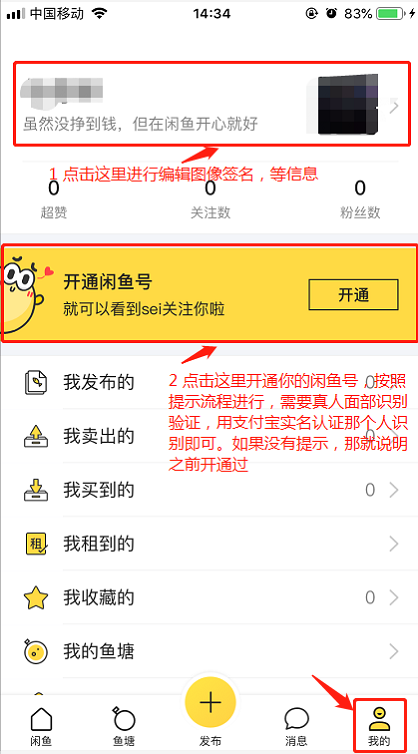 中国移动 14:34 83%
虽然没挣到钱，但在闲鱼开心就好
1 点击这里进行编辑图像签名，等信息
0 0 0
超赞 关注数 粉丝数
开通闲鱼号
就可以看到sei关注你啦
开通
我发布的 0
2 点击这里开通你的闲鱼号，按照
提示流程进行，需要真人面部识别
验证，用支付宝实名认证那个人识
别即可。如果没有提示，那就说明
之前开通过
我卖出的 0
我买到的 0
租 我租到的
我收藏的 0
我的鱼塘
闲鱼 鱼塘 发布 消息 我的